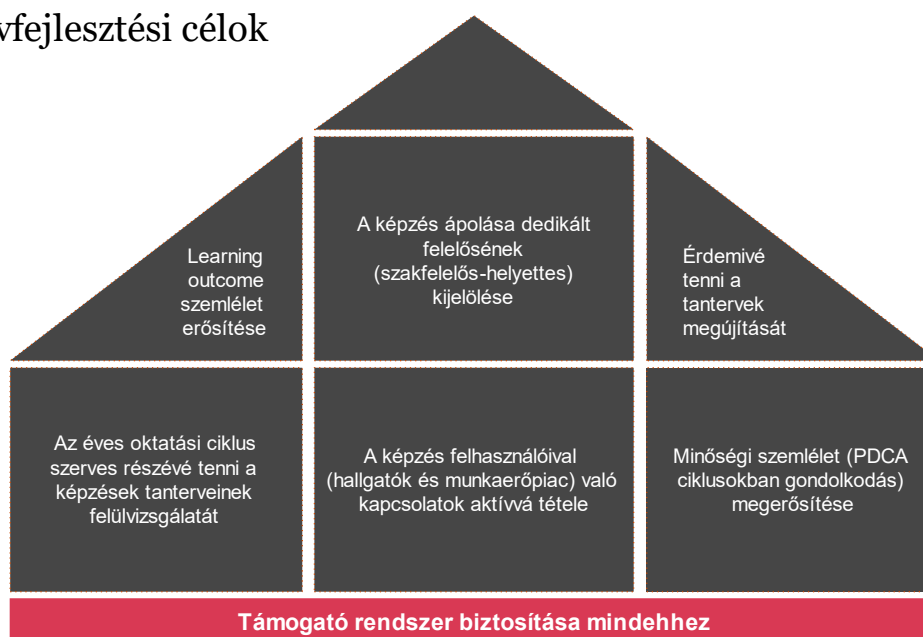 vfejlesztési célok
A képzés ápolása dedikált
felelősének
(szakfelelős-helyettes)
kijelölése
Learning
outcome
szemlélet
erősítése
Érdemivé
tenni a
tantervek
megújítását
Az éves oktatási ciklus
szerves részévé tenni a
képzések tanterveinek
felülvizsgálatát
A képzés felhasználóival
(hallgatók és munkaerőpiac) való
kapcsolatok aktívvá tétele
Minőségi szemlélet (PDCA
ciklusokban gondolkodás)
megerősítése
Támogató rendszer biztosítása mindehhez